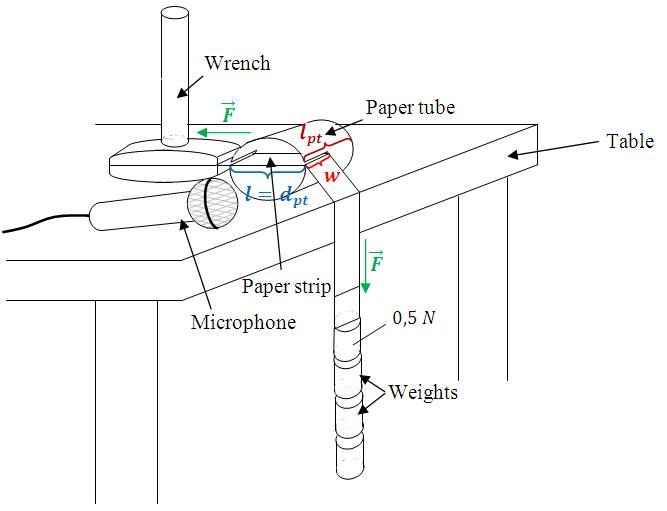 Wrench
F
Paper tube
l_pt
Table
w
l = d_pt
F
Paper strip
Microphone
0,5 N
Weights